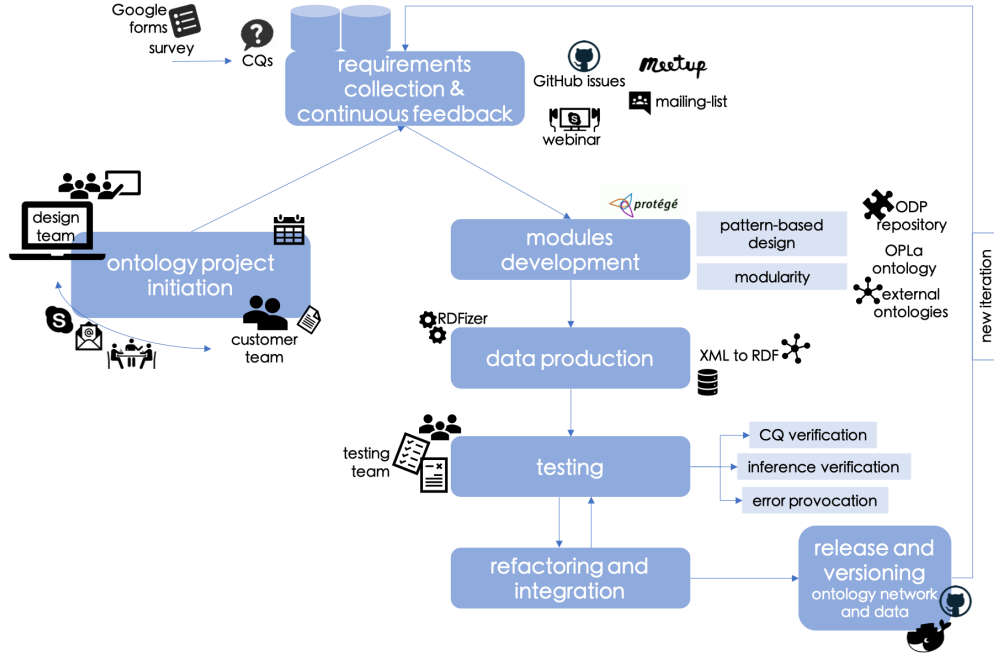 Google
forms
survey
CQs
requirements
collection &
continuous feedback
GitHub issues
meetup
mailing-list
webinar
design
team
ontology project
initiation
customer
team
protégé
modules
development
pattern-based
design
modularity
ODP
repository
OPLa
ontology
external
ontologies
new iteration
RDFizer
data production
XML to RDF
testing
team
testing
CQ verification
inference verification
error provocation
refactoring and
integration
release and
versioning
ontology network
and data